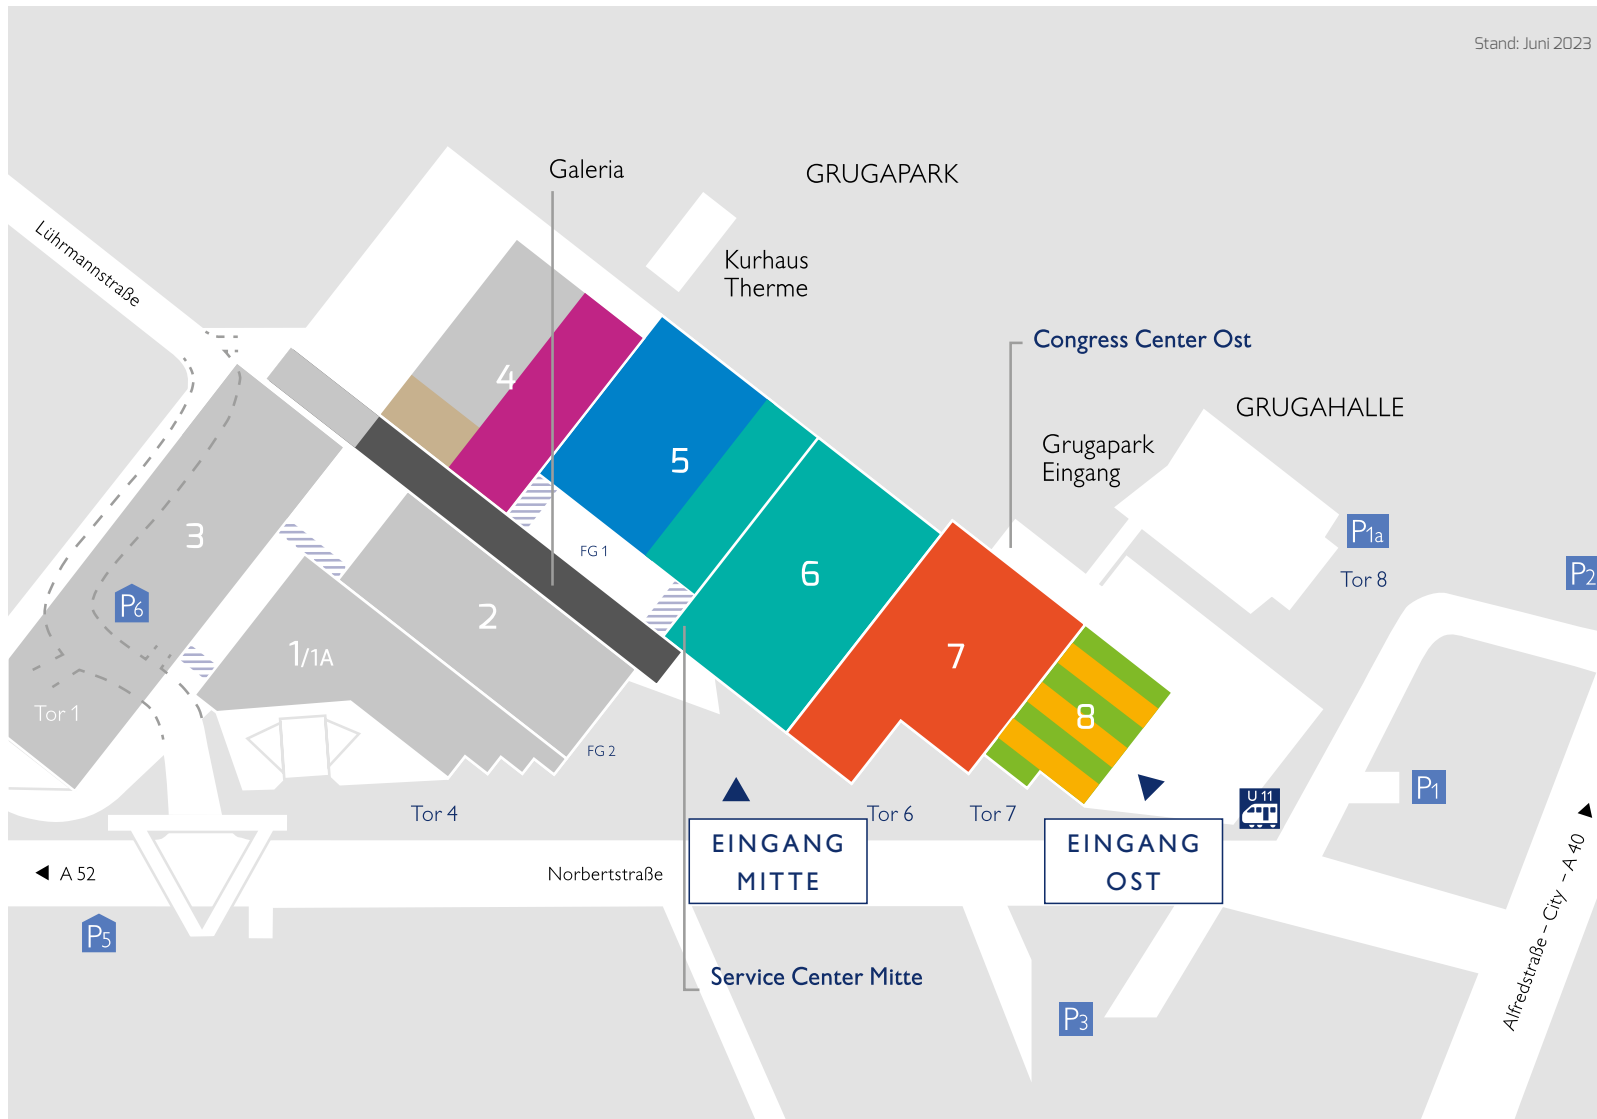 Stand: Juni 2023
Galeria
GRUGAPARK
Lührmannstraße
Kurhaus
Therme
Congress Center Ost
4
GRUGAHALLE
Grugapark
Eingang
5
3
P1a
FG 1
6
Tor 8
P2
P6
2
1/1A
7
Tor 1
8
FG 2
P1
U 11
Tor 4
Tor 6
Tor 7
EINGANG
MITTE
EINGANG
OST
A 52
Norbertstraße
Alfredstraße – City – A 40
P5
Service Center Mitte
P3